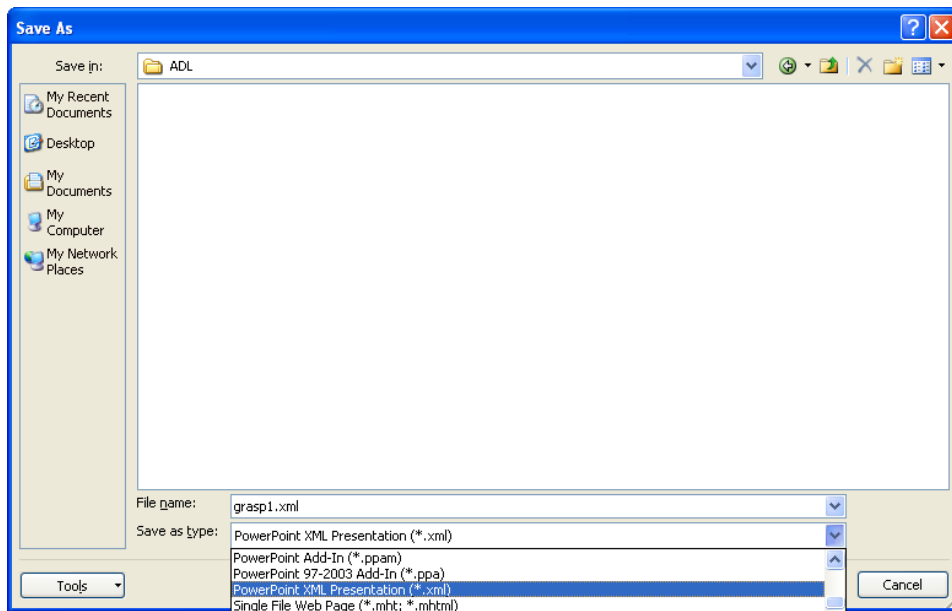 Save As
Save in:
ADL
My Recent
Documents
Desktop
My
Documents
My
Computer
My Network
Places
File name:
grasp1.xml
Save as type:
PowerPoint XML Presentation (*.xml)
PowerPoint Add-In (*.ppam)
PowerPoint 97-2003 Add-In (*.ppa)
PowerPoint XML Presentation (*.xml)
Single File Web Page (*.mht; *.mhtml)
Tools
Cancel